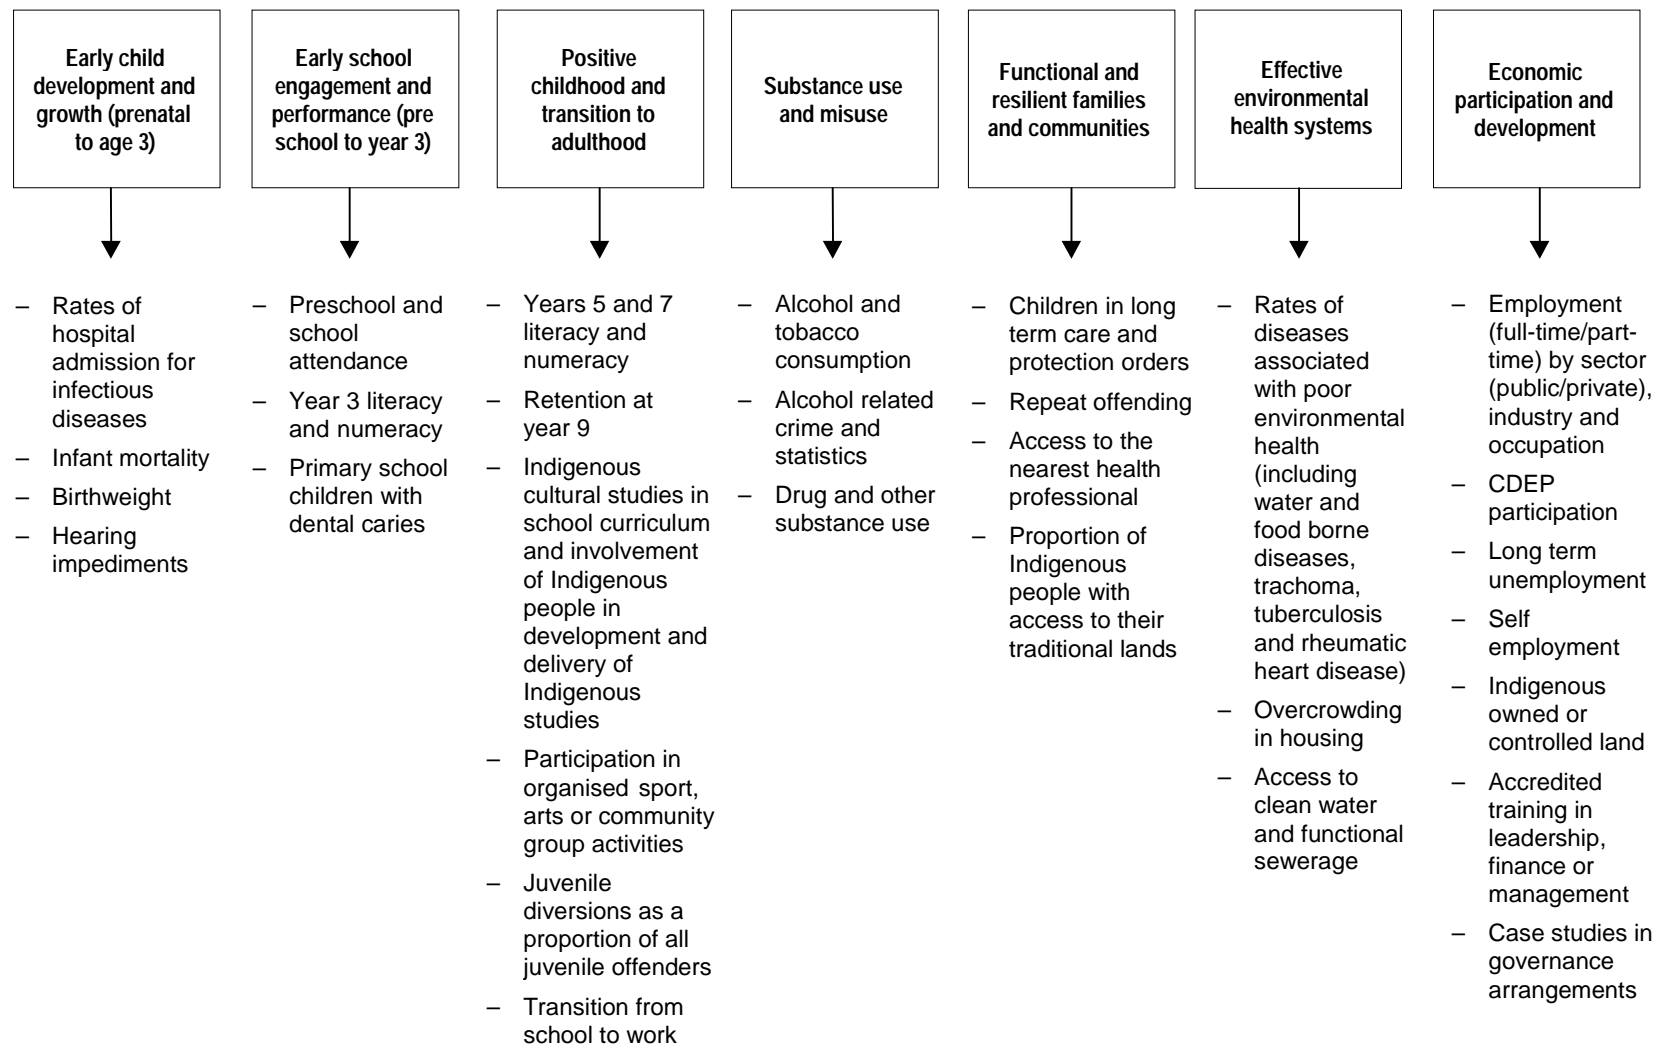 Early child
development and
growth (prenatal
to age 3)
Early school
engagement and
performance (pre
school to year 3)
Positive
childhood and
transition to
adulthood
Substance use
and misuse
Functional and
resilient families
and communities
Effective
environmental
health systems
Economic
participation and
development
– Rates of
hospital
admission for
infectious
diseases
– Infant mortality
– Birthweight
– Hearing
impediments
– Preschool and
school
attendance
– Year 3 literacy
and numeracy
– Primary school
children with
dental caries
– Years 5 and 7
literacy and
numeracy
– Retention at
year 9
– Indigenous
cultural studies in
school curriculum
and involvement
of Indigenous
people in
development and
delivery of
Indigenous
studies
– Participation in
organised sport,
arts or community
group activities
– Juvenile
diversions as a
proportion of all
juvenile offenders
– Transition from
school to work
– Alcohol and
tobacco
consumption
– Alcohol related
crime and
statistics
– Drug and other
substance use
– Children in long
term care and
protection orders
– Repeat offending
– Access to the
nearest health
professional
– Proportion of
Indigenous
people with
access to their
traditional lands
– Rates of
diseases
associated
with poor
environmental
health
(including
water and
food borne
diseases,
trachoma,
tuberculosis
and rheumatic
heart disease)
– Overcrowding
in housing
– Access to
clean water
and functional
sewerage
– Employment
(full-time/part-
time) by sector
(public/private),
industry and
occupation
– CDEP
participation
– Long term
unemployment
– Self
employment
– Indigenous
owned or
controlled land
– Accredited
training in
leadership,
finance or
management
– Case studies in
governance
arrangements